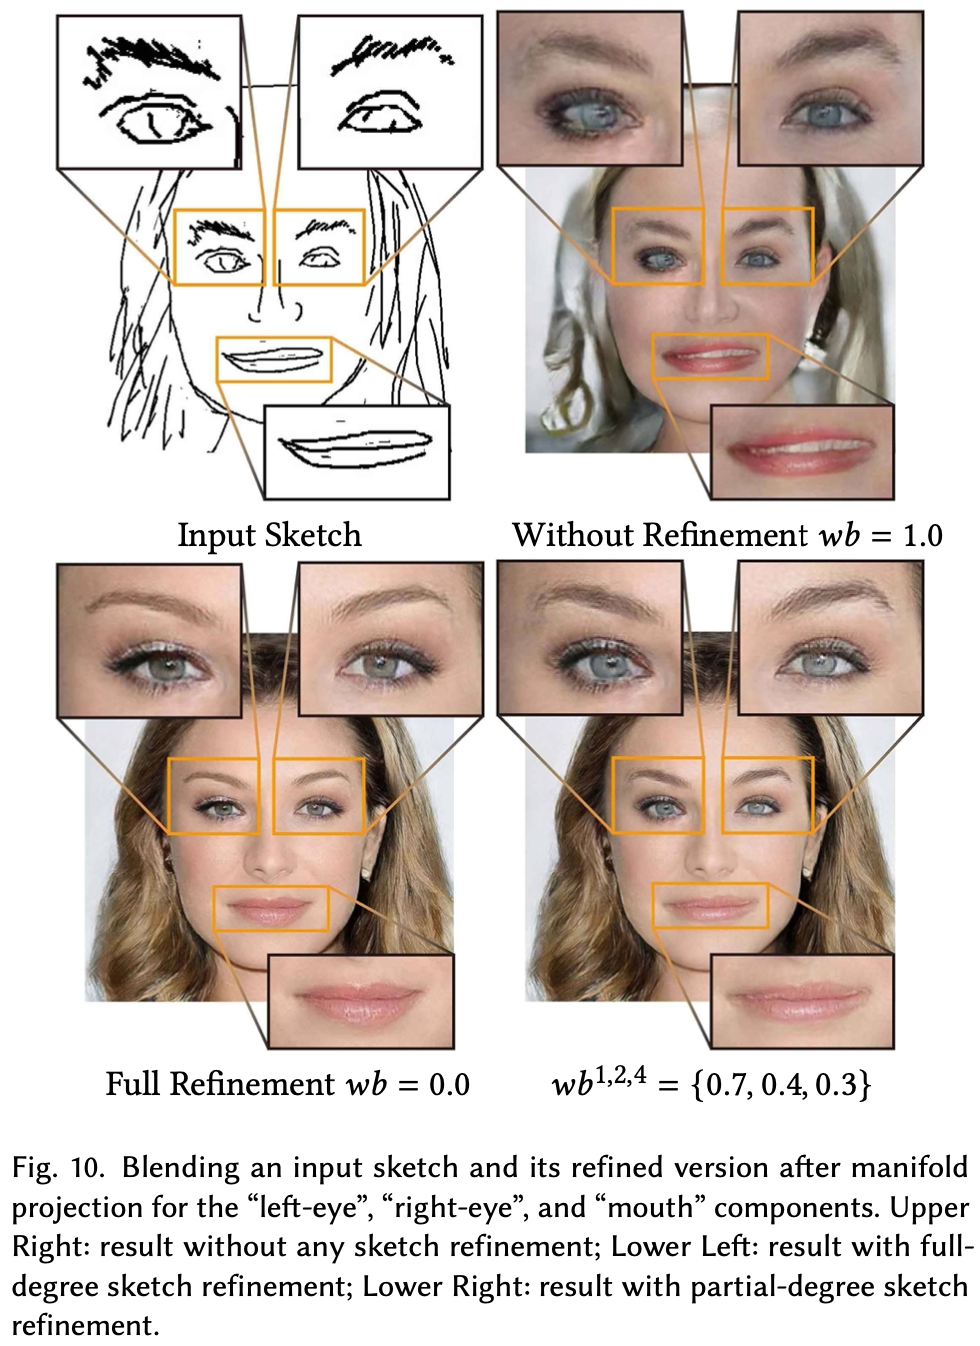 Input Sketch
Without Refinement wb = 1.0
Full Refinement wb = 0.0
wb^{1,2,4} = {0.7, 0.4, 0.3}
Fig. 10. Blending an input sketch and its refined version after manifold
projection for the “left-eye”, “right-eye”, and “mouth” components. Upper
Right: result without any sketch refinement; Lower Left: result with full-
degree sketch refinement; Lower Right: result with partial-degree sketch
refinement.